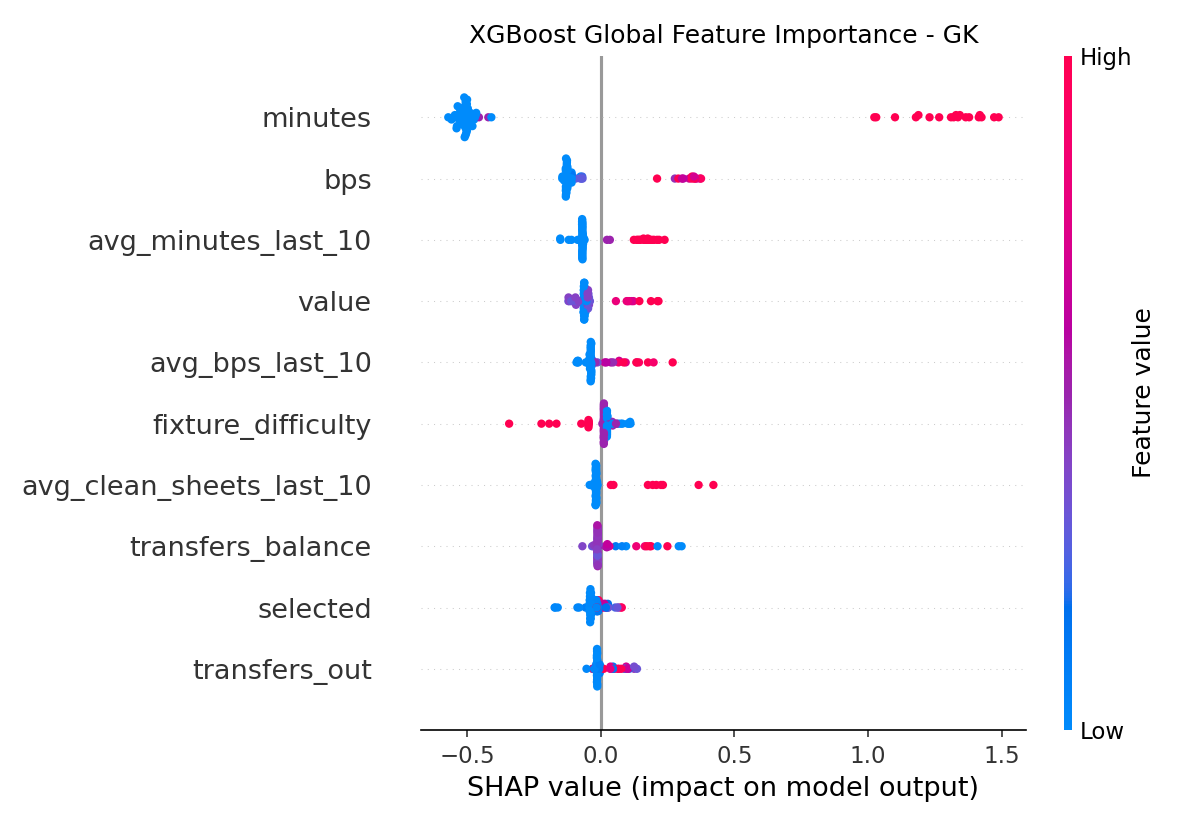 XGBoost Global Feature Importance - GK
High
minutes
bps
avg_minutes_last_10
value
avg_bps_last_10
fixture_difficulty
avg_clean_sheets_last_10
transfers_balance
selected
transfers_out
Feature value
Low
−0.5 0.0 0.5 1.0 1.5
SHAP value (impact on model output)